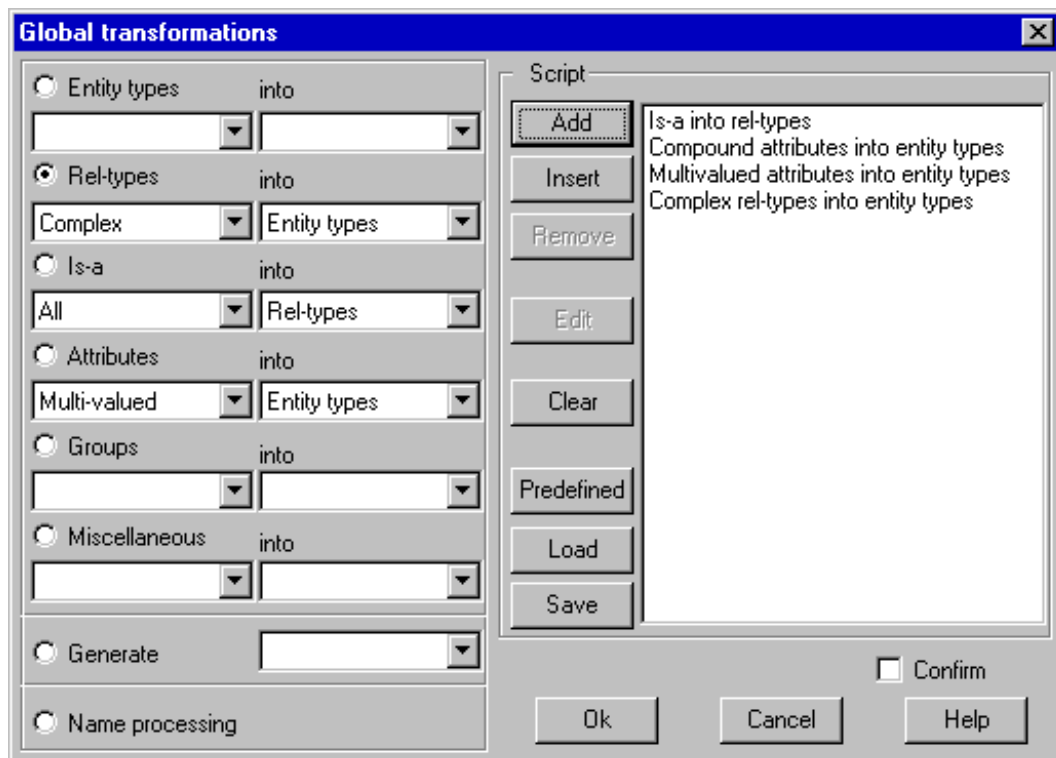 Global transformations
Entity types into
Rel-types into
Complex Entity types
Is-a into
All Rel-types
Attributes into
Multi-valued Entity types
Groups into
Miscellaneous into
Generate
Name processing
Script
Add
Insert
Remove
Edit
Clear
Predefined
Load
Save
Is-a into rel-types
Compound attributes into entity types
Multivalued attributes into entity types
Complex rel-types into entity types
Confirm
Ok Cancel Help